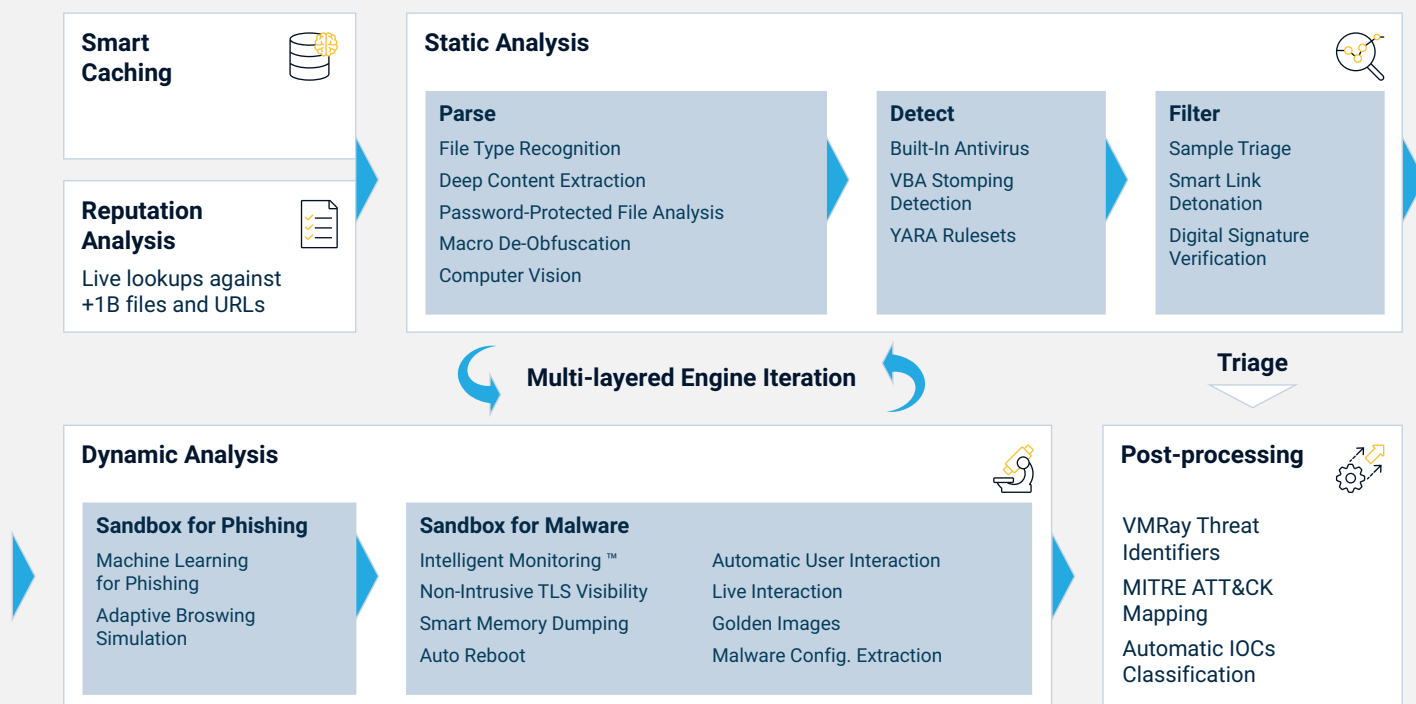 Smart
Caching
Reputation
Analysis
Live lookups against
+1B files and URLs
Static Analysis
Parse
File Type Recognition
Deep Content Extraction
Password-Protected File Analysis
Macro De-Obfuscation
Computer Vision
Detect
Built-In Antivirus
VBA Stomping
Detection
YARA Rulesets
Filter
Sample Triage
Smart Link
Detonation
Digital Signature
Verification
Multi-layered Engine Iteration
Triage
Dynamic Analysis
Sandbox for Phishing
Machine Learning
for Phishing
Adaptive Broswing
Simulation
Sandbox for Malware
Intelligent Monitoring ™
Non-Intrusive TLS Visibility
Smart Memory Dumping
Auto Reboot
Automatic User Interaction
Live Interaction
Golden Images
Malware Config. Extraction
Post-processing
VMRay Threat
Identifiers
MITRE ATT&CK
Mapping
Automatic IOCs
Classification